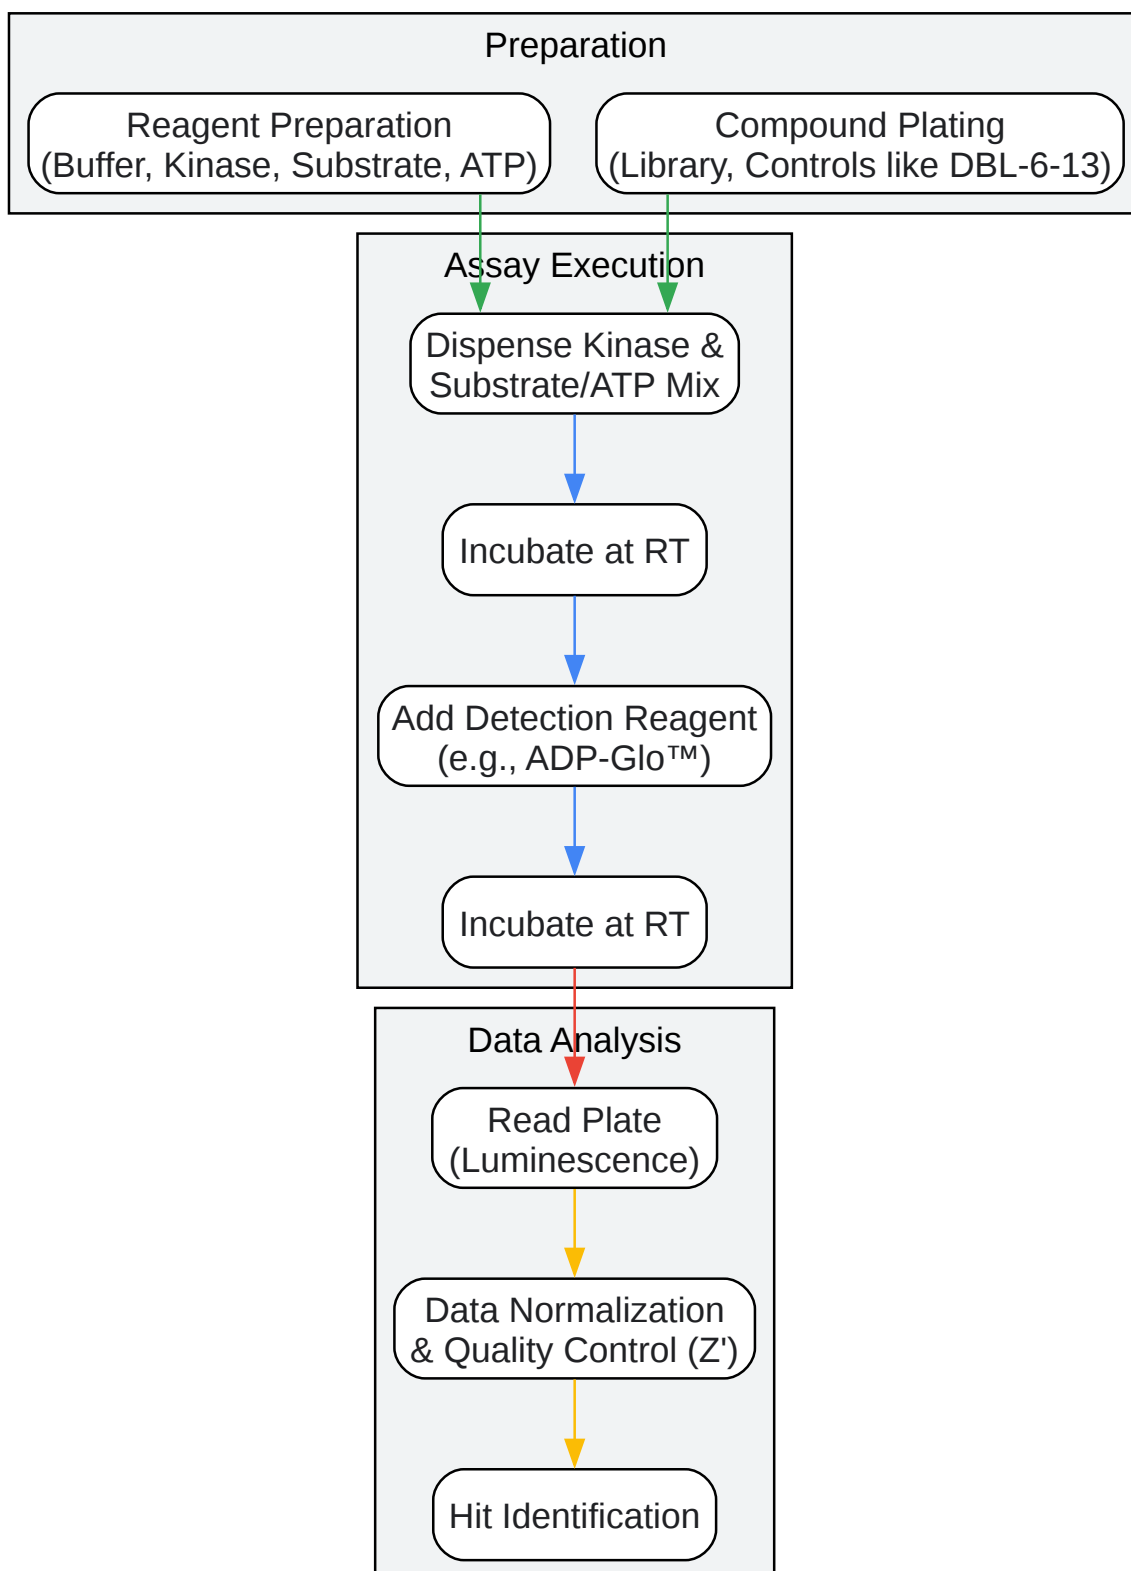 Preparation
Reagent Preparation
(Buffer, Kinase, Substrate, ATP)
Compound Plating
(Library, Controls like DBL-6-13)
Assay Execution
Dispense Kinase &
Substrate/ATP Mix
Incubate at RT
Add Detection Reagent
(e.g., ADP-Glo™)
Incubate at RT
Data Analysis
Read Plate
(Luminescence)
Data Normalization
& Quality Control (Z')
Hit Identification